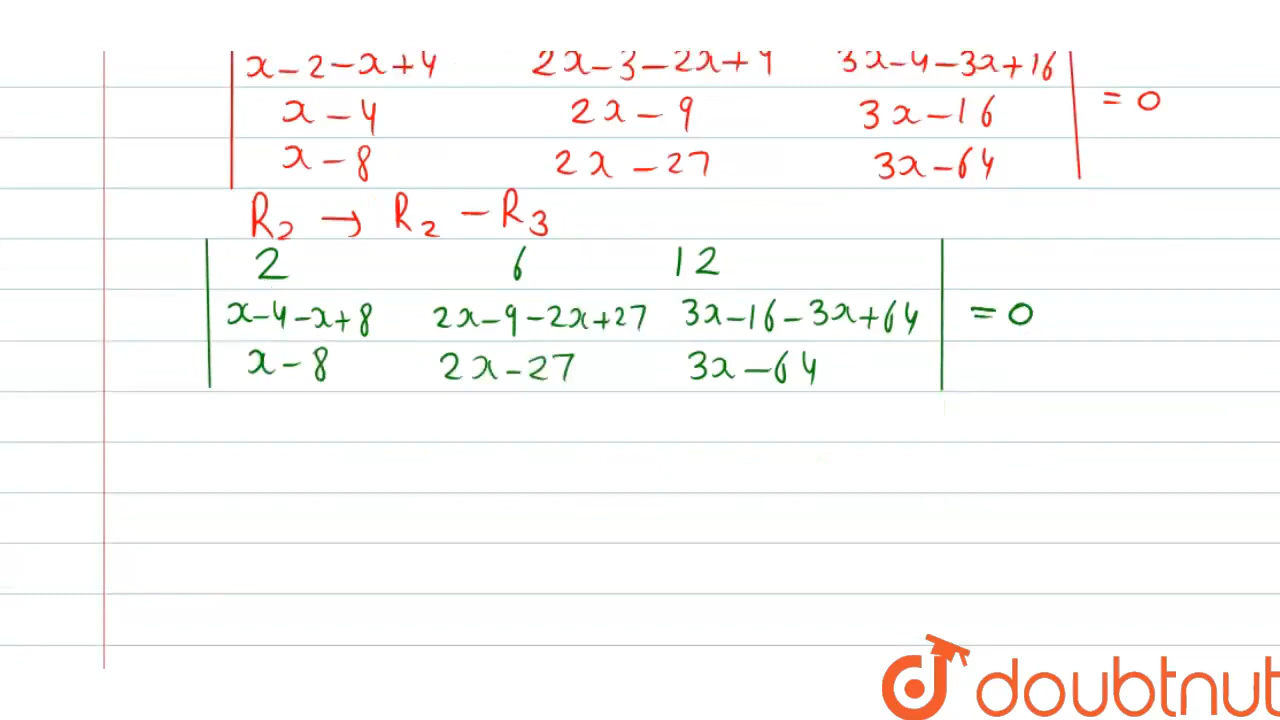 x-2-x+4 2x-3-2x+9 3x-4-3x+16
x-4 2x-9 3x-16 =0
x-8 2x-27 3x-64
R₂ → R₂ -R₃
2 6 12
x-4-x+8 2x-9-2x+27 3x-16-3x+64 =0
x-8 2x-27 3x-64
doubtnut